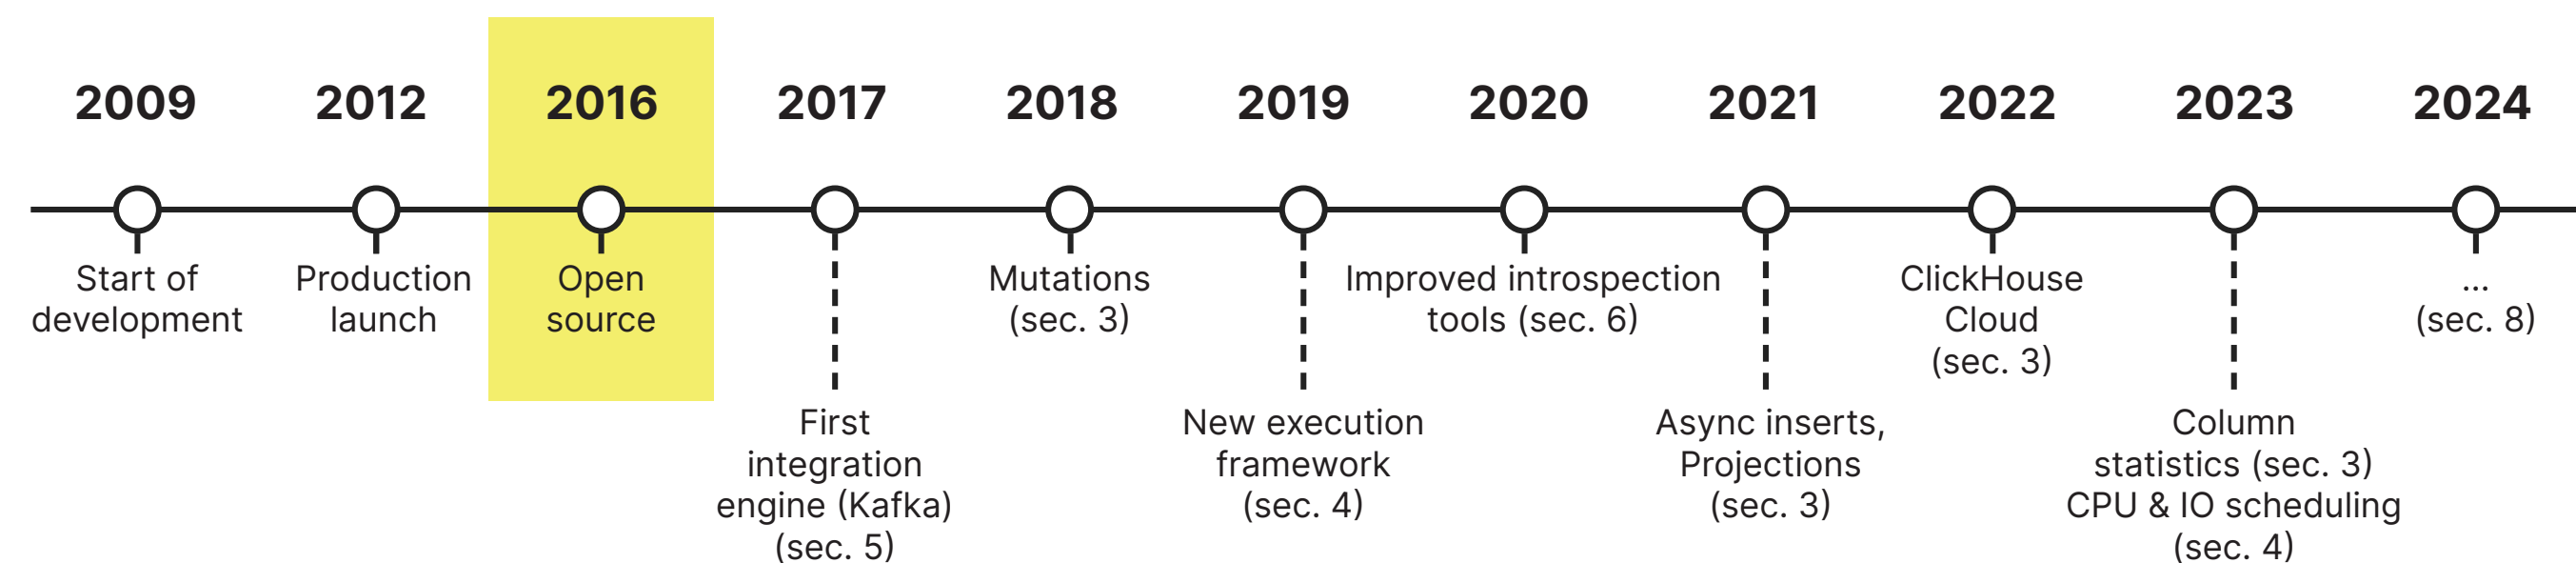 2009
2012
2016
2017
2018
2019
2020
2021
2022
2023
2024
Start of
development
Production
launch
Open
source
First
integration
engine (Kafka)
(sec. 5)
Mutations
(sec. 3)
New execution
framework
(sec. 4)
Improved introspection
tools (sec. 6)
Async inserts,
Projections
(sec. 3)
ClickHouse
Cloud
(sec. 3)
Column
statistics (sec. 3)
CPU & IO scheduling
(sec. 4)
...
(sec. 8)